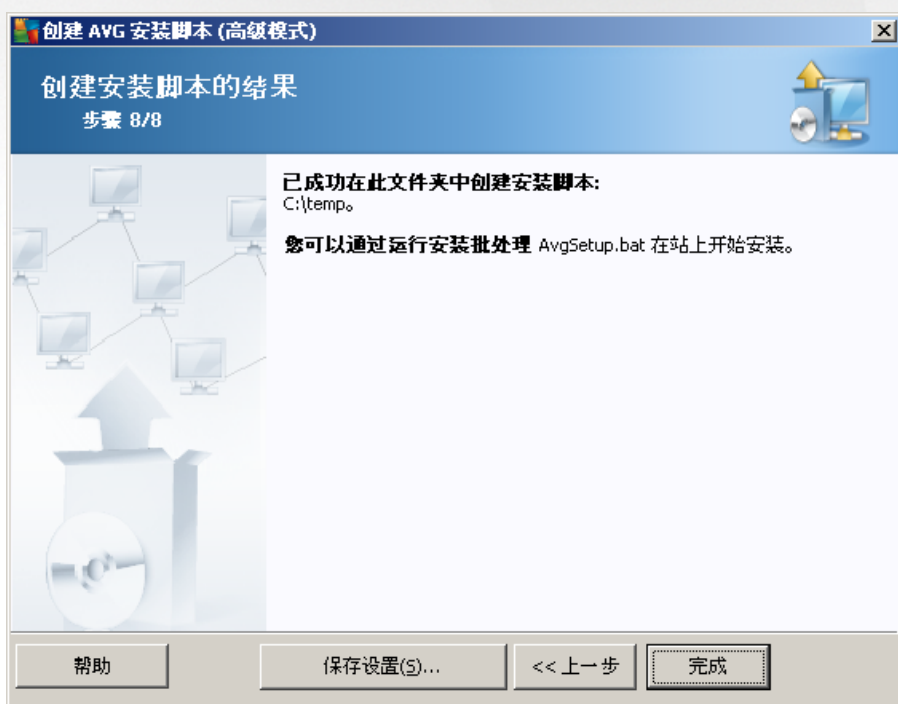 创建 AVG 安装脚本 (高级模式)
创建安装脚本的结果
步骤 8/8
已成功在此文件夹中创建安装脚本:
C:\temp。
您可以通过运行安装批处理 AvgSetup.bat 在站上开始安装。
帮助
保存设置(S)...
<< 上一步
完成